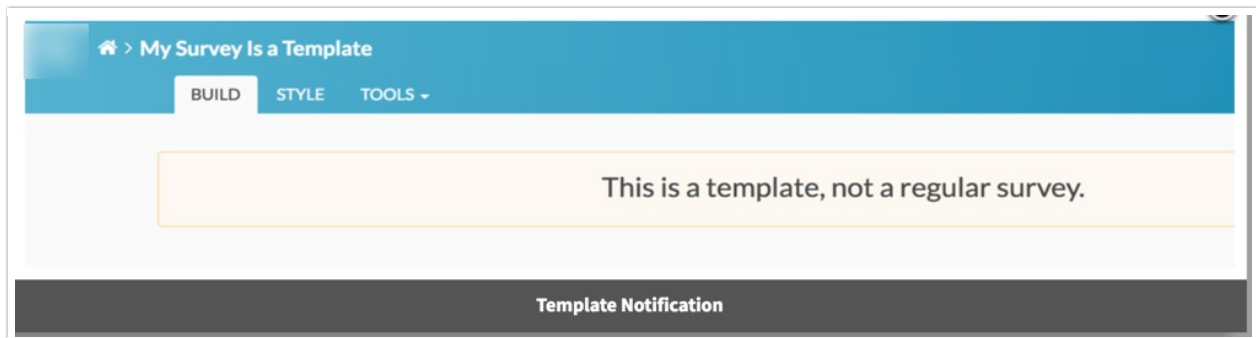 > My Survey Is a Template
BUILD STYLE TOOLS
This is a template, not a regular survey.
Template Notification